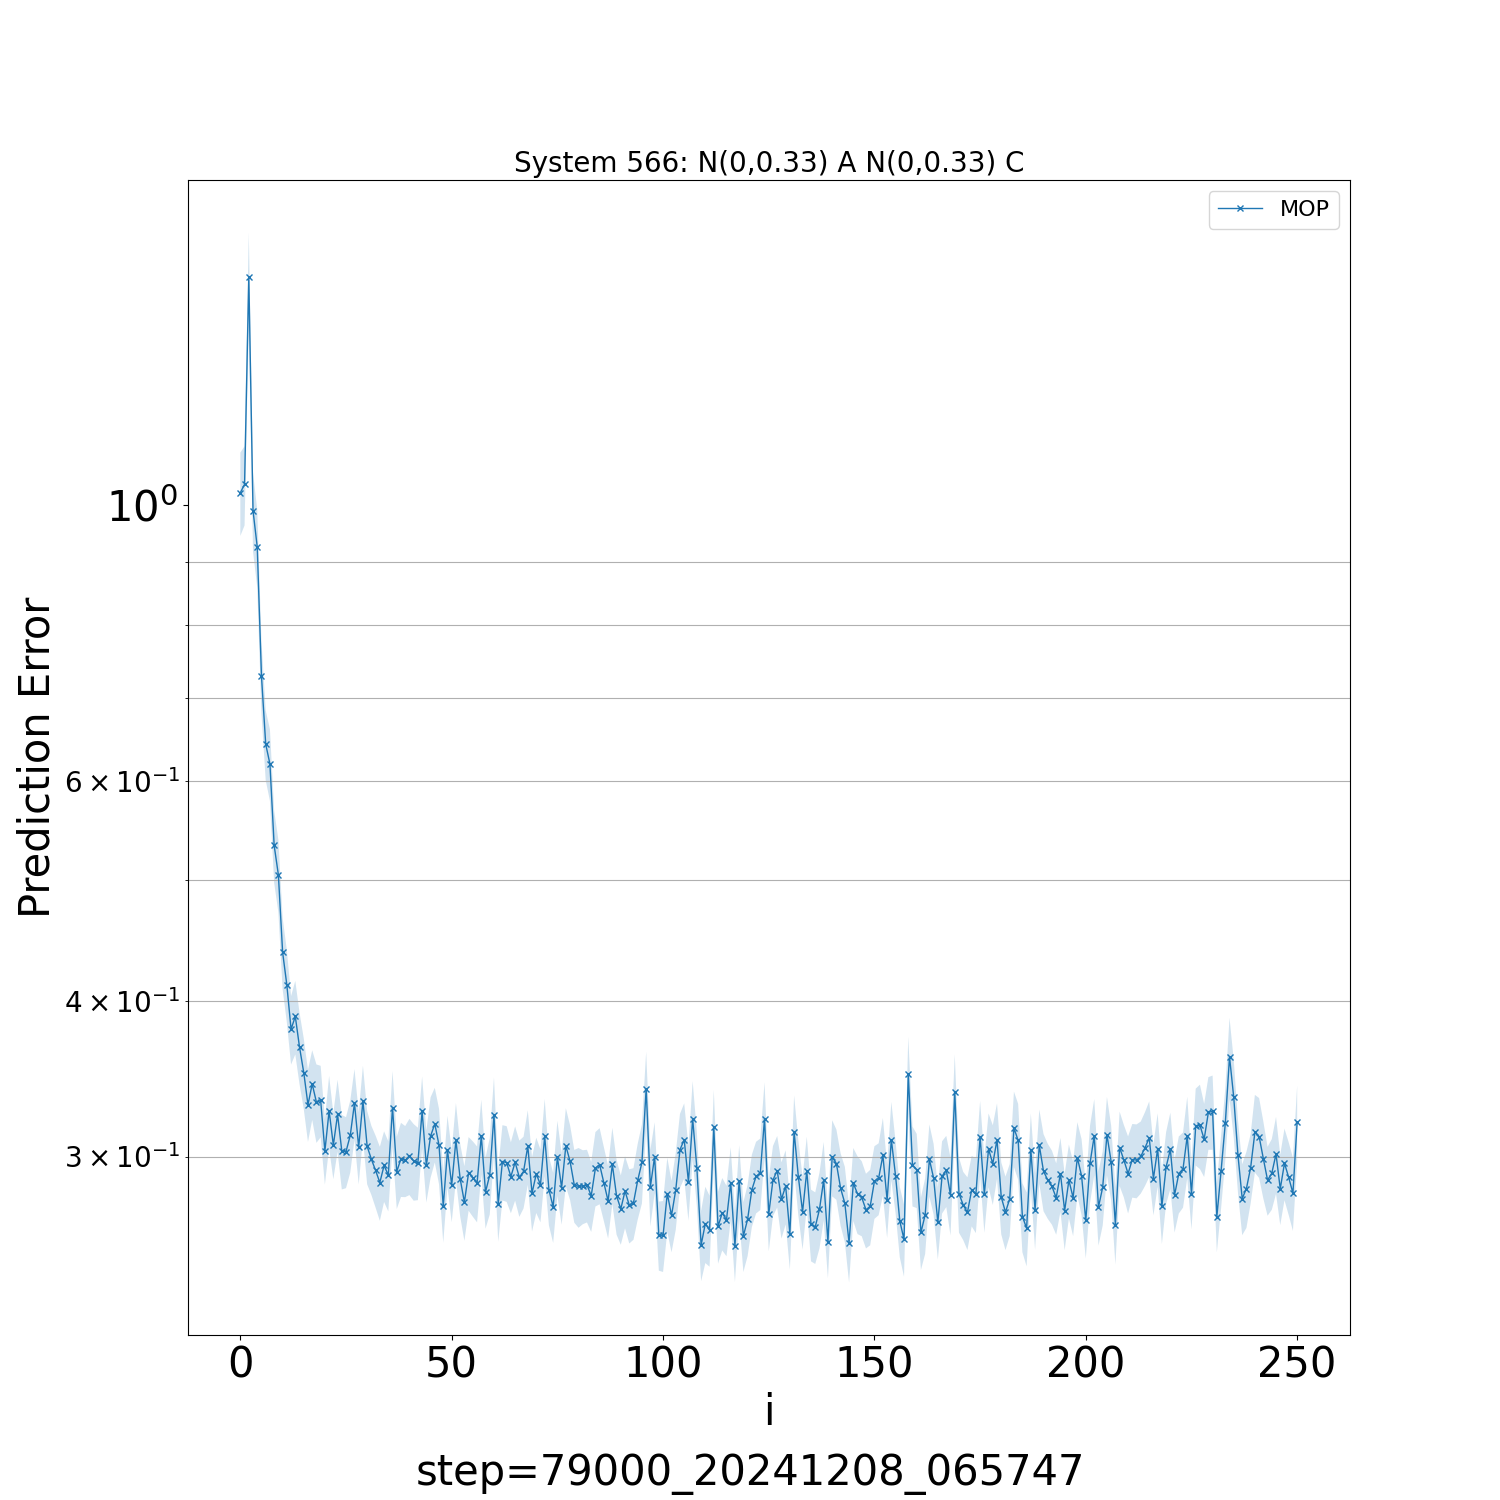 System 566: N(0,0.33) A N(0,0.33) C
MOP
10⁰
6 × 10⁻¹
4 × 10⁻¹
3 × 10⁻¹
Prediction Error
0 50 100 150 200 250
i
step=79000_20241208_065747